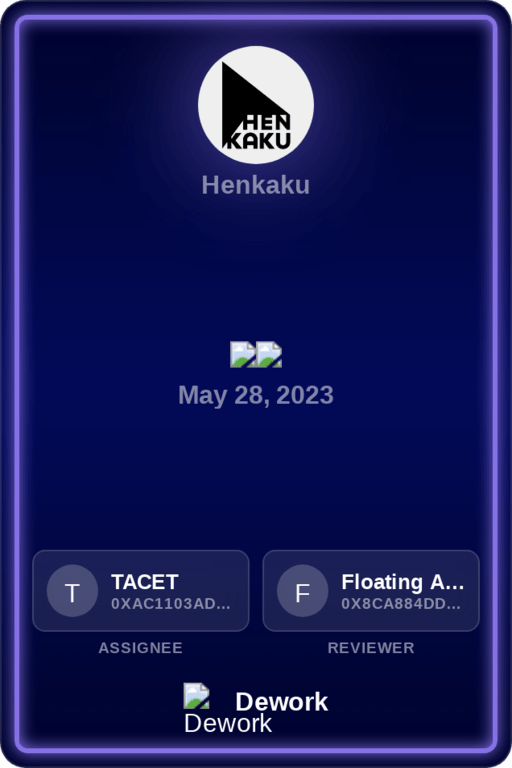 HEN
KAKU
Henkaku
May 28, 2023
TACET
0XAC1103AD...
Floating A...
0X8CA884DD...
ASSIGNEE
REVIEWER
Dework
Dework